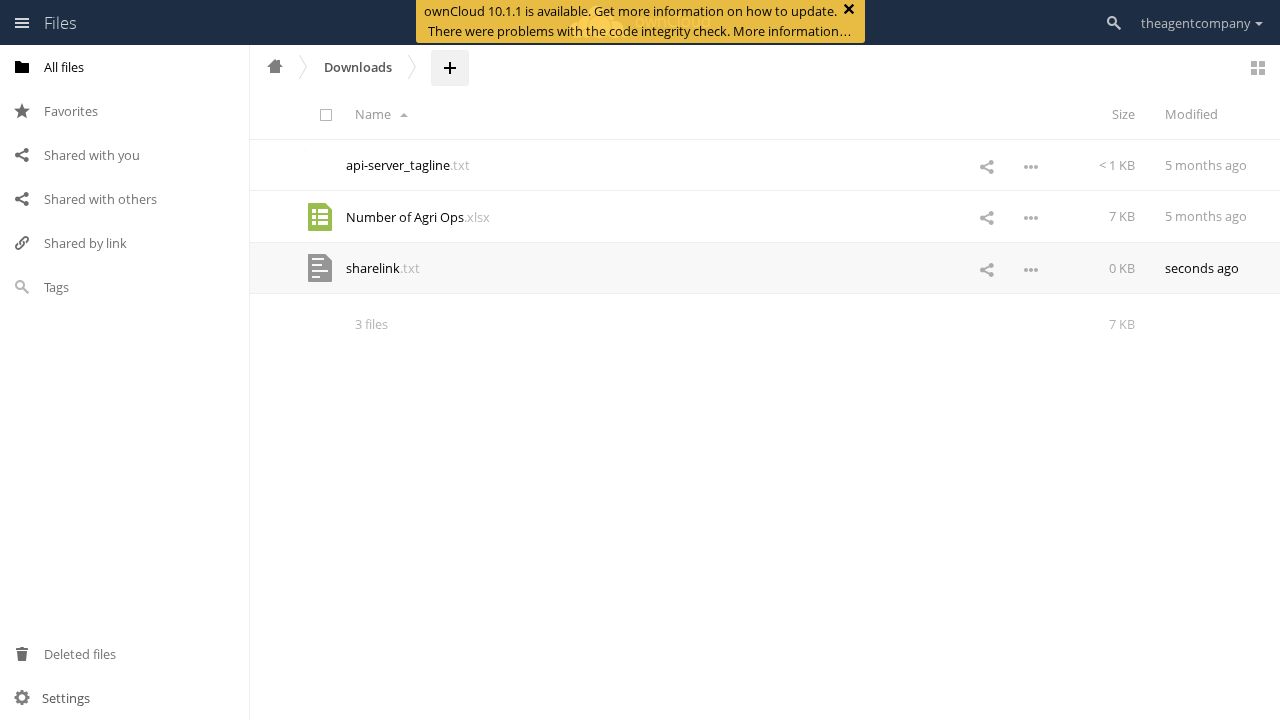 Files
ownCloud 10.1.1 is available. Get more information on how to update.
There were problems with the code integrity check. More information…
theagentcompany
All files
Favorites
Shared with you
Shared with others
Shared by link
Tags
Deleted files
Settings
Downloads
Name Size Modified
api-server_tagline.txt < 1 KB 5 months ago
Number of Agri Ops.xlsx 7 KB 5 months ago
sharelink.txt 0 KB seconds ago
3 files 7 KB